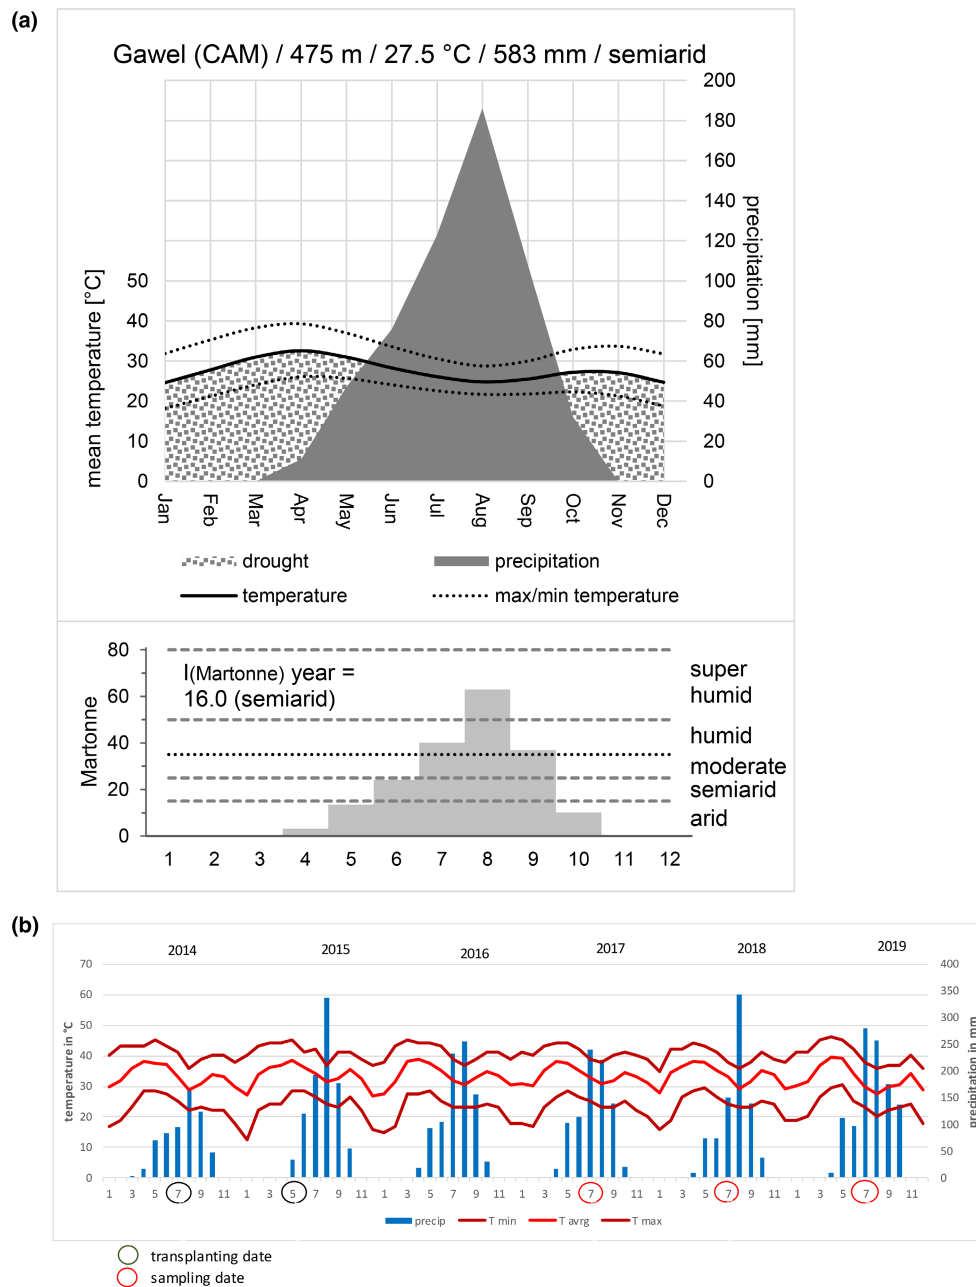 (a)
Gawel (CAM) / 475 m / 27.5 °C / 583 mm / semiarid
200
180
160
140
120
50 100
40 80
30 60
20 40
10 20
0 0
mean temperature [°C]
precipitation [mm]
Jan Feb Mar Apr May Jun Jul Aug Sep Oct Nov Dec
drought precipitation
temperature max/min temperature
80
60
40
20
0
Martonne
I(Martonne) year =
16.0 (semiarid)
super
humid
humid
moderate
semiarid
arid
1 2 3 4 5 6 7 8 9 10 11 12
(b)
2014 2015 2016 2017 2018 2019
70 400
60 350
50 300
40 250
30 200
20 150
10 100
0 50
0
temperature in °C
precipitation in mm
1 3 5 7 9 11 1 3 5 7 9 11 1 3 5 7 9 11 1 3 5 7 9 11 1 3 5 7 9 11 1 3 5 7 9 11
precip T min T avrg T max
transplanting date
sampling date